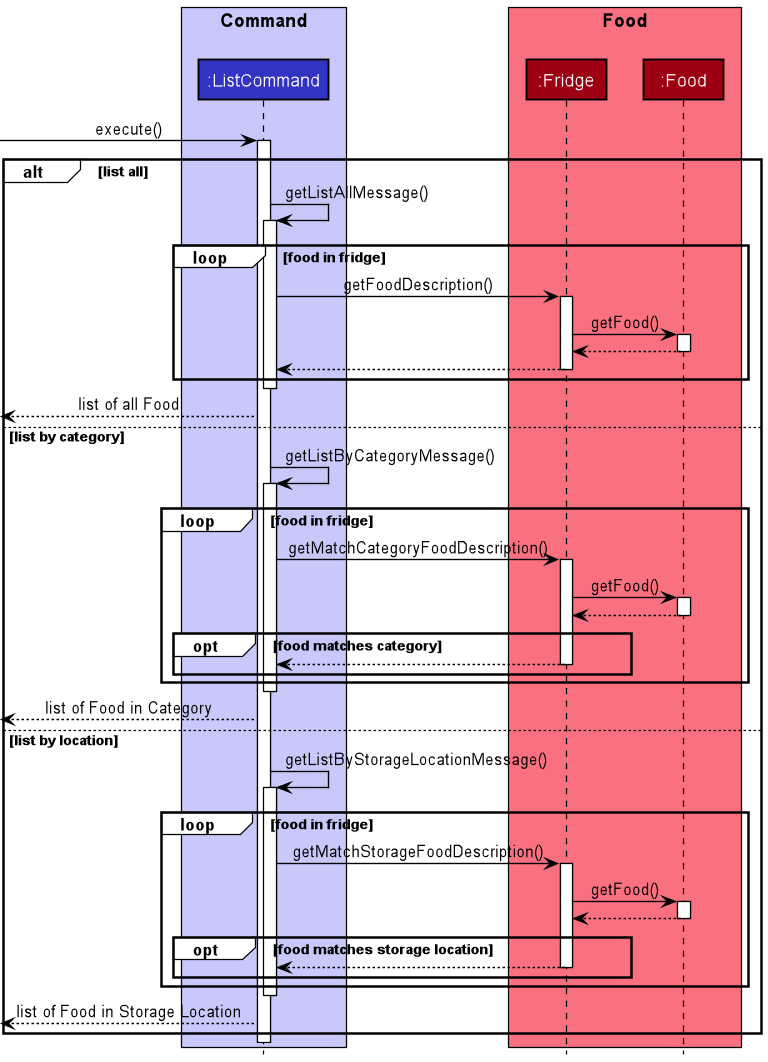 Command
Food
:ListCommand
:Fridge
:Food
execute()
alt
[list all]
getListAllMessage()
loop
[food in fridge]
getFoodDescription()
getFood()
list of all Food
[list by category]
getListByCategoryMessage()
loop
[food in fridge]
getMatchCategoryFoodDescription()
getFood()
opt
[food matches category]
list of Food in Category
[list by location]
getListByStorageLocationMessage()
loop
[food in fridge]
getMatchStorageFoodDescription()
getFood()
opt
[food matches storage location]
list of Food in Storage Location